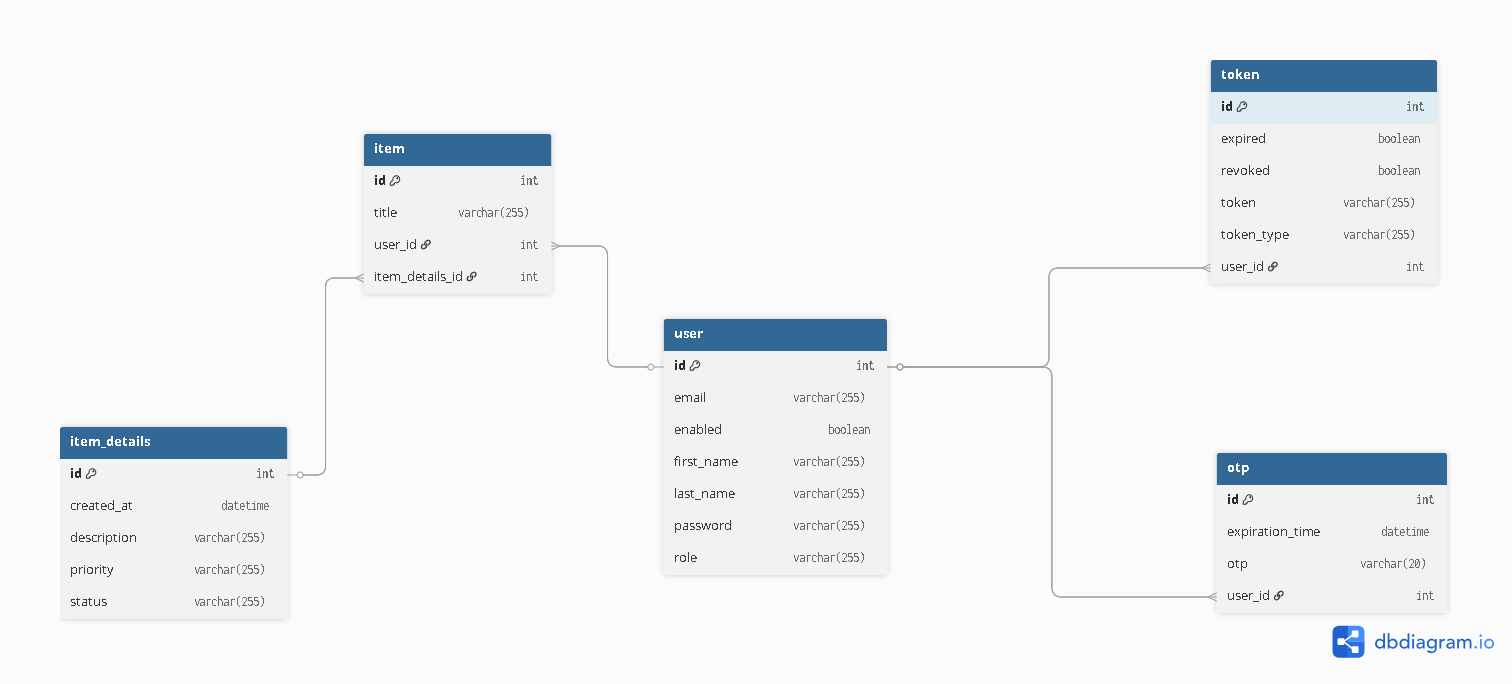 token
id int
expired boolean
revoked boolean
token varchar(255)
token_type varchar(255)
user_id int
item
id int
title varchar(255)
user_id int
item_details_id int
user
id int
email varchar(255)
enabled boolean
first_name varchar(255)
last_name varchar(255)
password varchar(255)
role varchar(255)
item_details
id int
created_at datetime
description varchar(255)
priority varchar(255)
status varchar(255)
otp
id int
expiration_time datetime
otp varchar(20)
user_id int
dbdiagram.io